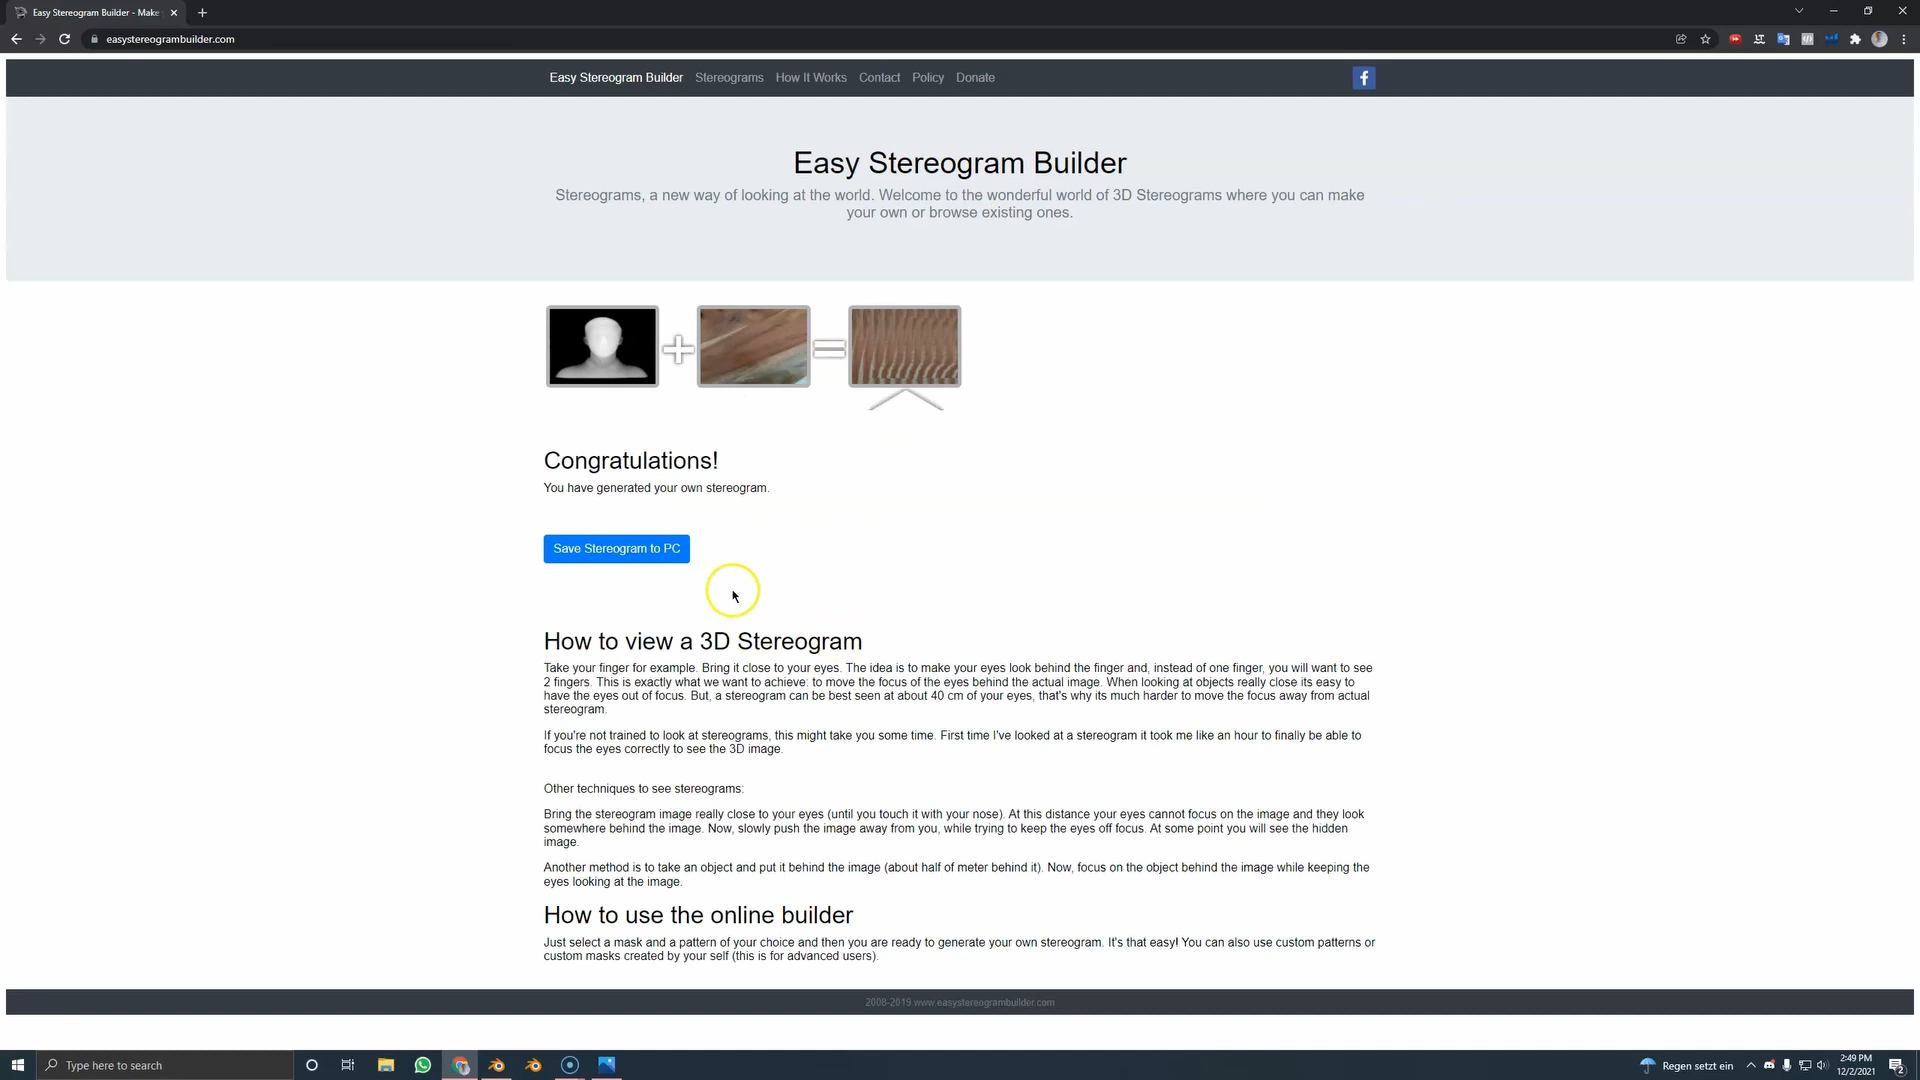 Easy Stereogram Builder - Make
easystereogrambuilder.com
Easy Stereogram Builder Stereograms How It Works Contact Policy Donate
Easy Stereogram Builder
Stereograms, a new way of looking at the world. Welcome to the wonderful world of 3D Stereograms where you can make
your own or browse existing ones.
Congratulations!
You have generated your own stereogram.
Save Stereogram to PC
How to view a 3D Stereogram
Take your finger for example. Bring it close to your eyes. The idea is to make your eyes look behind the finger and, instead of one finger, you will want to see
2 fingers. This is exactly what we want to achieve: to move the focus of the eyes behind the actual image. When looking at objects really close its easy to
have the eyes out of focus. But, a stereogram can be best seen at about 40 cm of your eyes, that's why its much harder to move the focus away from actual
stereogram.
If you're not trained to look at stereograms, this might take you some time. First time I've looked at a stereogram it took me like an hour to finally be able to
focus the eyes correctly to see the 3D image.
Other techniques to see stereograms:
Bring the stereogram image really close to your eyes (until you touch it with your nose). At this distance your eyes cannot focus on the image and they look
somewhere behind the image. Now, slowly push the image away from you, while trying to keep the eyes off focus. At some point you will see the hidden
image.
Another method is to take an object and put it behind the image (about half of meter behind it). Now, focus on the object behind the image while keeping the
eyes looking at the image.
How to use the online builder
Just select a mask and a pattern of your choice and then you are ready to generate your own stereogram. It's that easy! You can also use custom patterns or
custom masks created by your self (this is for advanced users).
2008-2019 www.easystereogrambuilder.com
Type here to search
Regen setzt ein
2:49 PM
12/2/2021
2